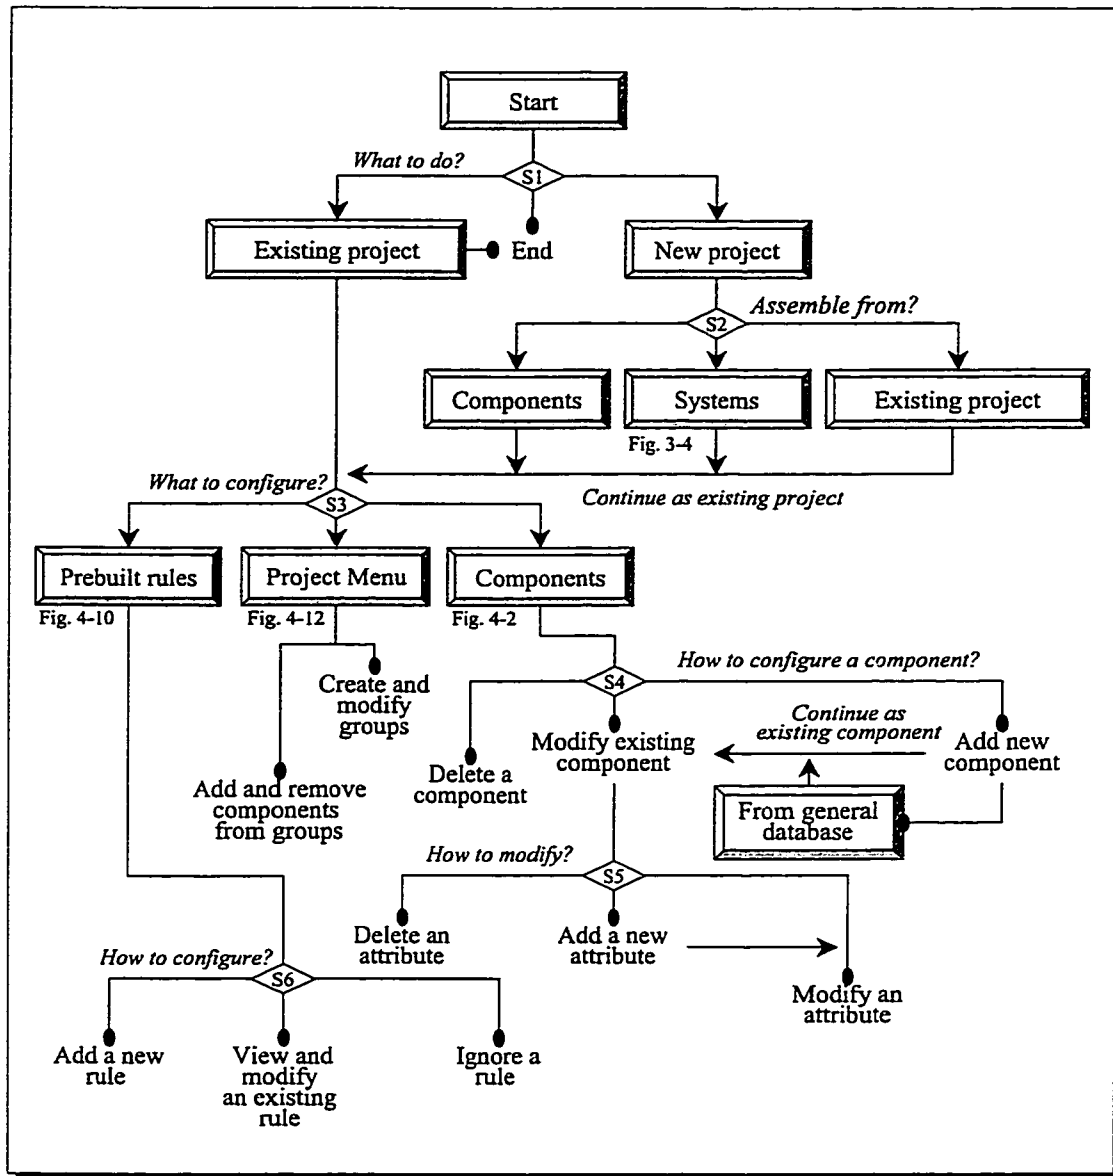 Start
What to do?
S1
Existing project
End
New project
Assemble from?
S2
Components
Systems
Existing project
Fig. 3-4
What to configure?
Continue as existing project
S3
Prebuilt rules
Project Menu
Components
Fig. 4-10
Fig. 4-12
Fig. 4-2
How to configure a component?
S4
Create and
modify
groups
Continue as
existing component
Modify existing
component
Add new
component
Delete a
component
Add and remove
components
from groups
From general
database
How to modify?
S5
Delete an
attribute
Add a new
attribute
How to configure?
S6
Modify an
attribute
Add a new
rule
View and
modify
an existing
rule
Ignore a
rule